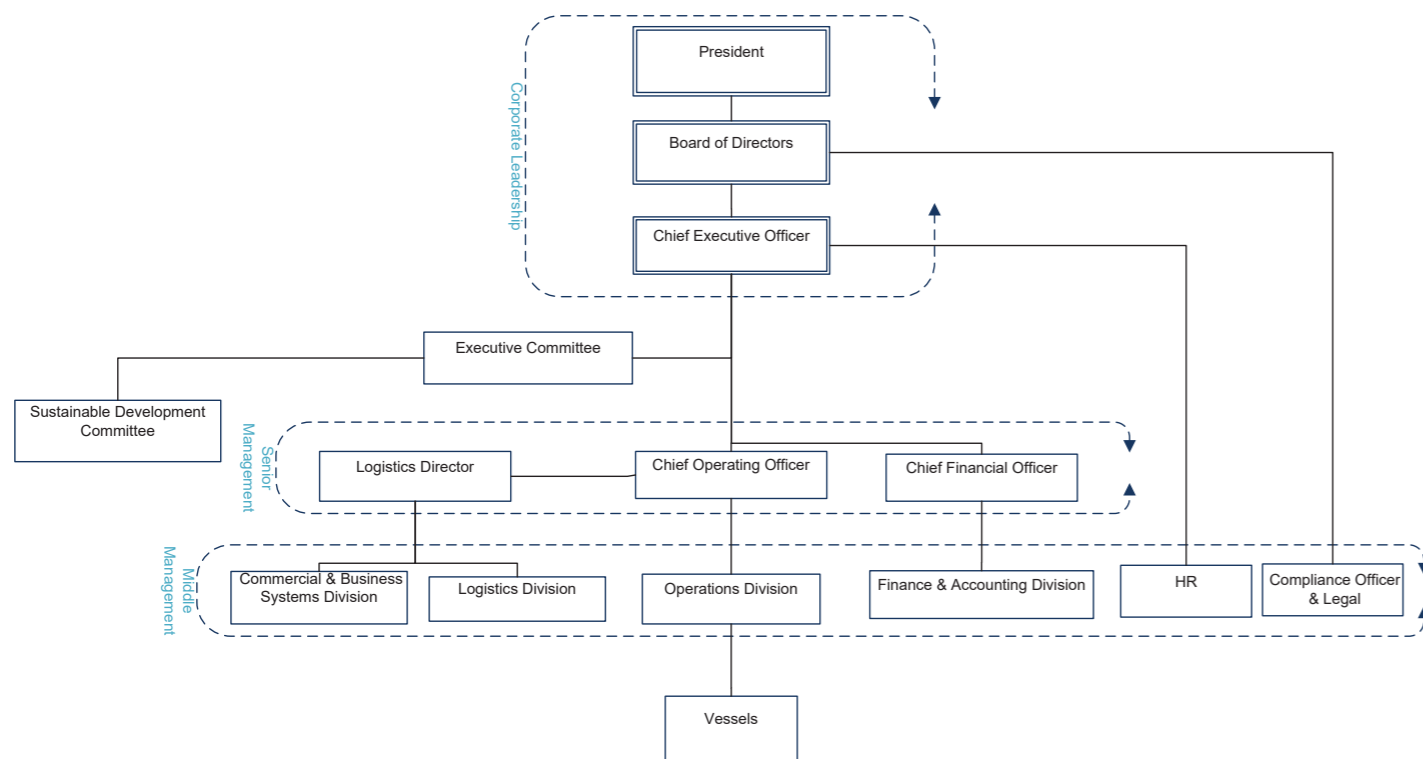 President
Corporate Leadership
Board of Directors
Chief Executive Officer
Executive Committee
Sustainable Development
Committee
Senior
Management
Logistics Director
Chief Operating Officer
Chief Financial Officer
Middle
Management
Commercial & Business
Systems Division
Logistics Division
Operations Division
Finance & Accounting Division
HR
Compliance Officer
& Legal
Vessels